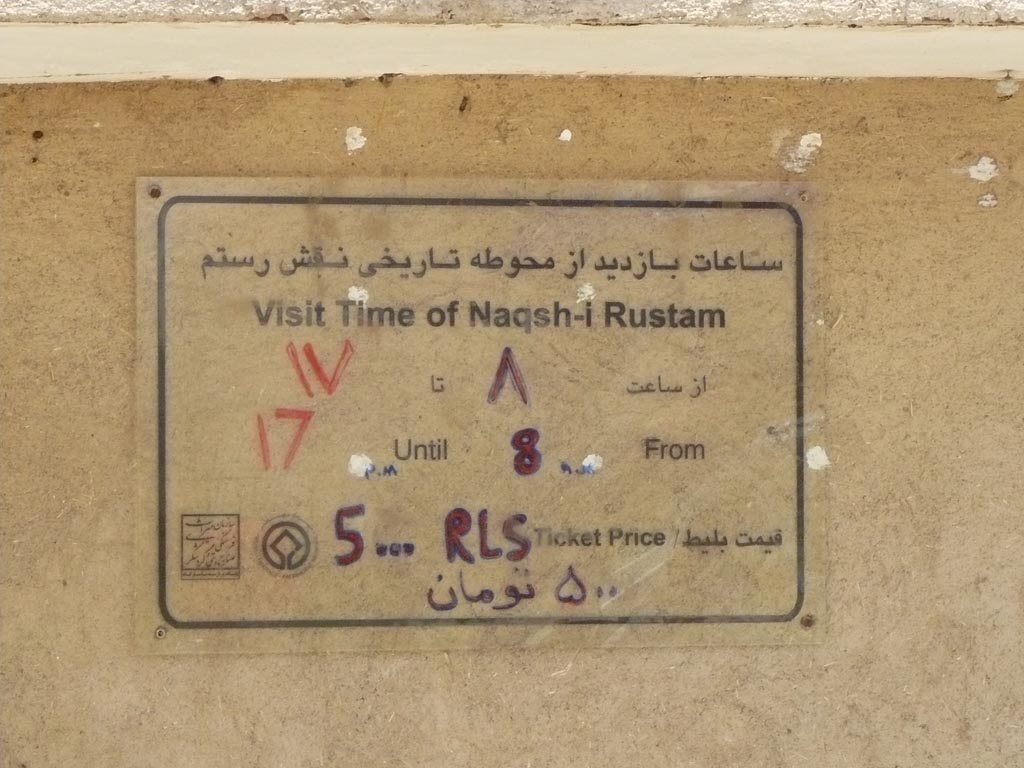 ساعات بازدید از محوطه تاریخی نقش رستم
Visit Time of Naqsh-i Rustam
از ساعت ۸ تا ۱۷
From 8 a.m Until 17 p.m
قیمت بلیط / Ticket Price 5000 RLS
۵۰۰ تومان